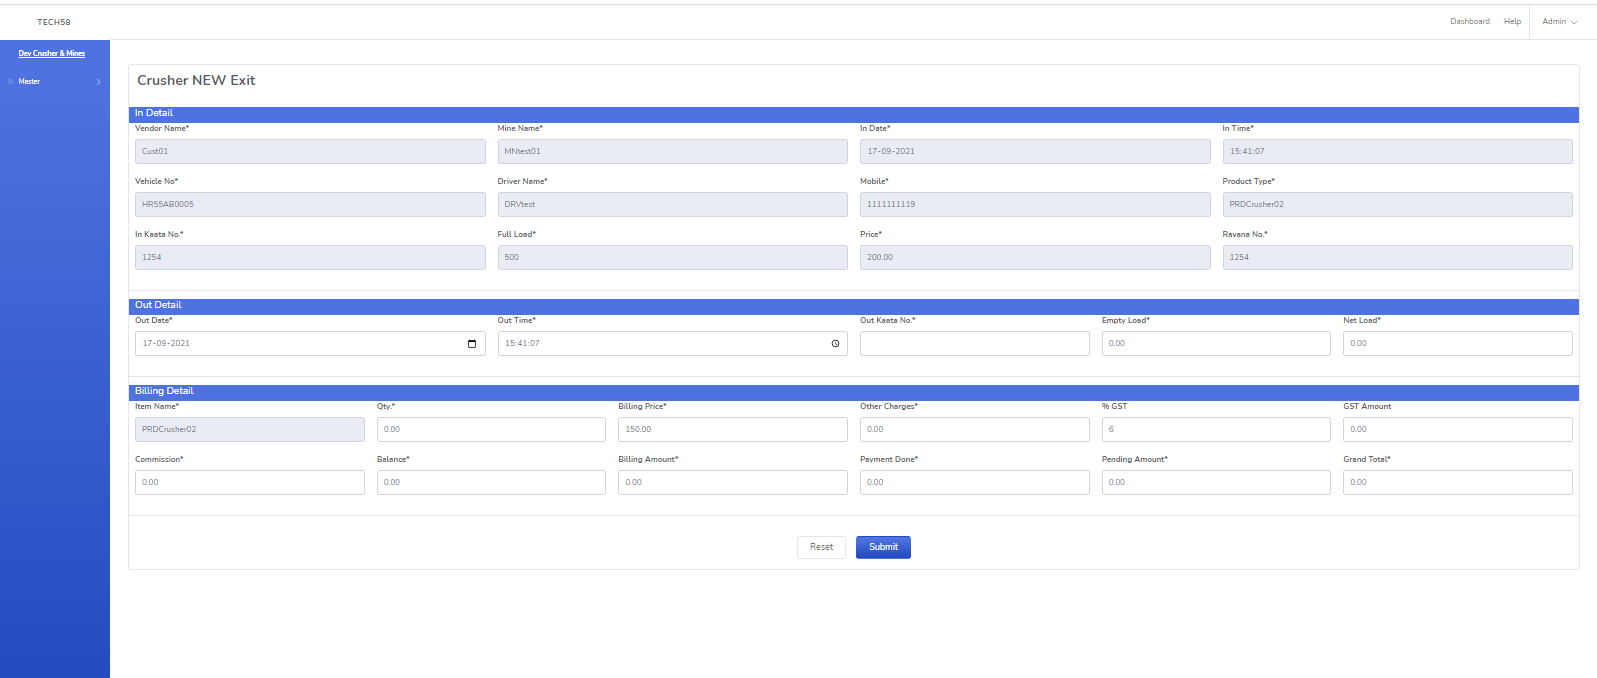 TECH58
Dashboard Help Admin
Dev Crusher & Mines
Master
Crusher NEW Exit
In Detail
Vendor Name* Mine Name* In Date* In Time*
Cust01 MNtest01 17-09-2021 15:41:07
Vehicle No* Driver Name* Mobile* Product Type*
HR55AB0005 DRVtest 1111111119 PRDCrusher02
In Kaata No.* Full Load* Price* Ravana No.*
1254 500 200.00 1254
Out Detail
Out Date* Out Time* Out Kaata No.* Empty Load* Net Load*
17-09-2021 15:41:07 0.00 0.00
Billing Detail
Item Name* Qty.* Billing Price* Other Charges* % GST GST Amount
PRDCrusher02 0.00 150.00 0.00 6 0.00
Commission* Balance* Billing Amount* Payment Done* Pending Amount* Grand Total*
0.00 0.00 0.00 0.00 0.00 0.00
Reset Submit